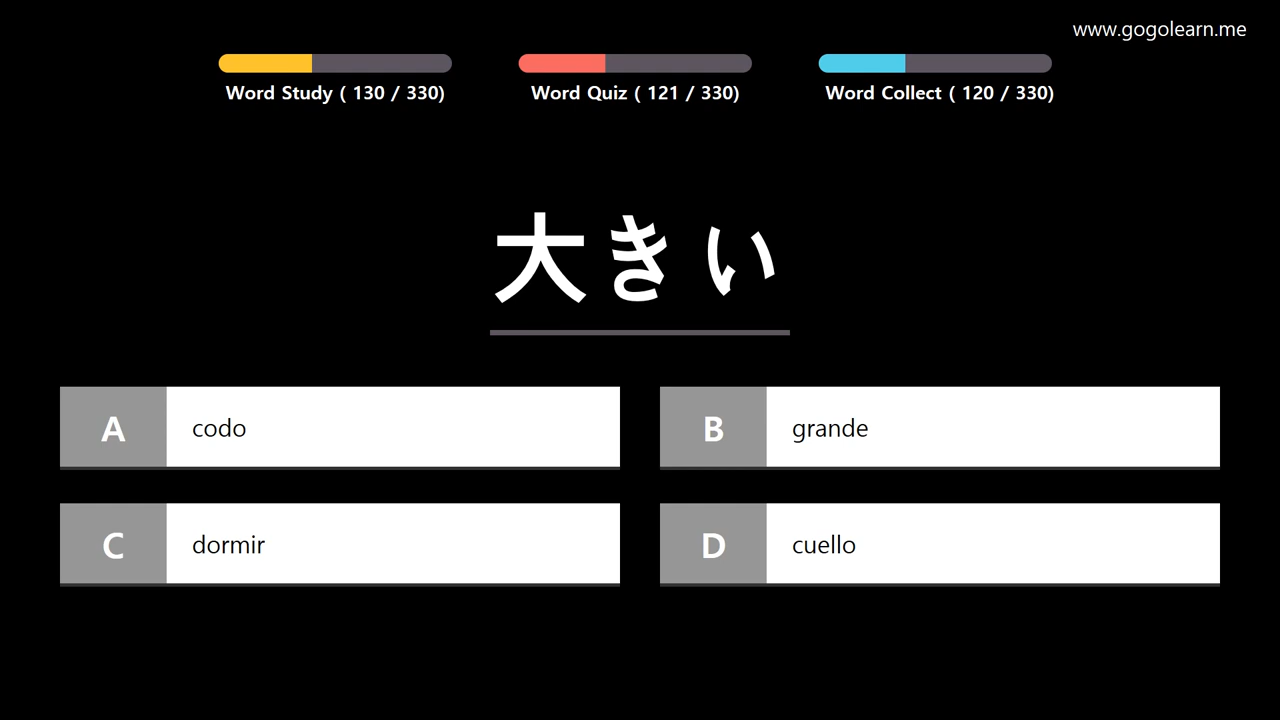 www.gogolearn.me
Word Study ( 130 / 330)
Word Quiz ( 121 / 330)
Word Collect ( 120 / 330)
大きい
A codo
B grande
C dormir
D cuello